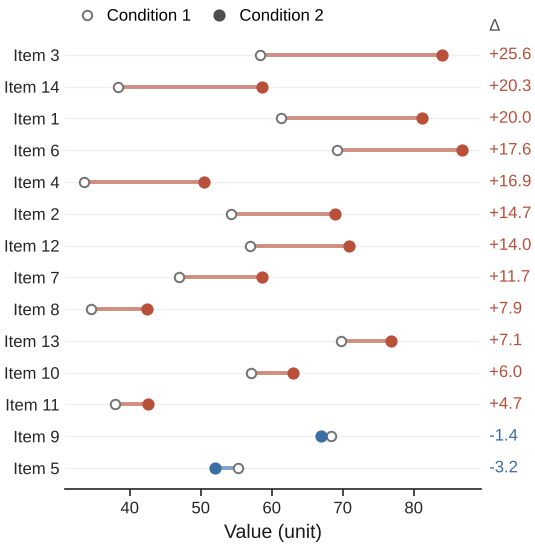 Condition 1 Condition 2
Δ
Item 3 +25.6
Item 14 +20.3
Item 1 +20.0
Item 6 +17.6
Item 4 +16.9
Item 2 +14.7
Item 12 +14.0
Item 7 +11.7
Item 8 +7.9
Item 13 +7.1
Item 10 +6.0
Item 11 +4.7
Item 9 -1.4
Item 5 -3.2
40 50 60 70 80
Value (unit)